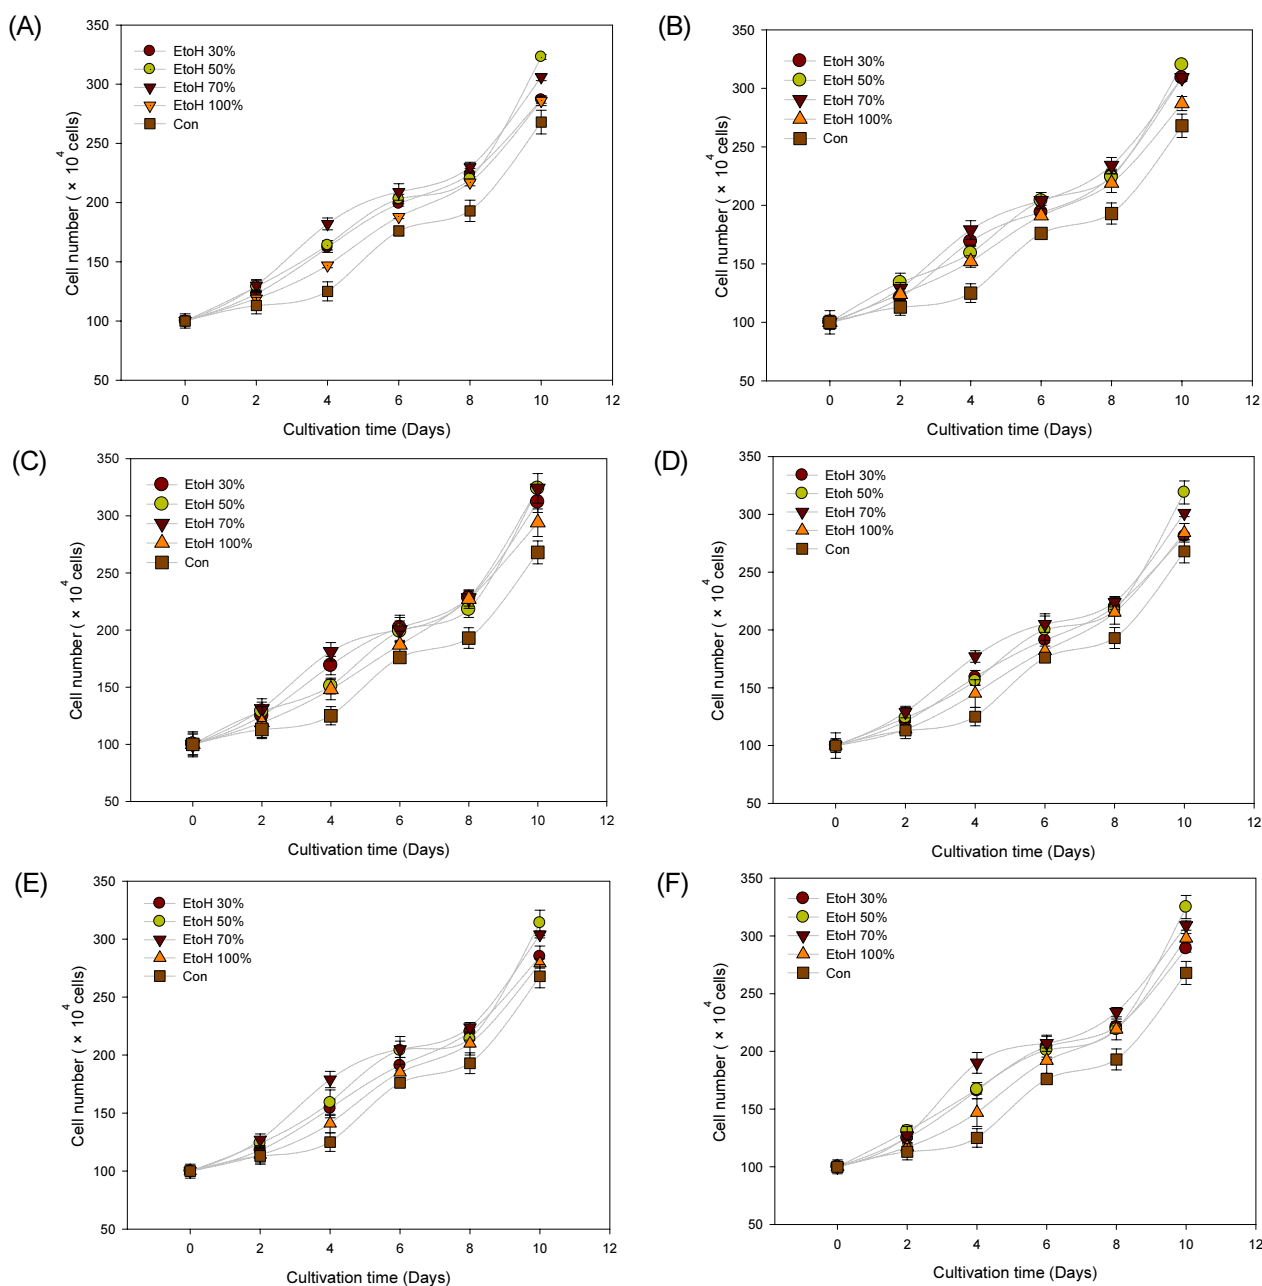 (A)
350
300
250
200
150
100
50
Cell number ( × 10⁴ cells)
EtoH 30%
EtoH 50%
EtoH 70%
EtoH 100%
Con
0 2 4 6 8 10 12
Cultivation time (Days)
(B)
350
300
250
200
150
100
50
Cell number ( × 10⁴ cells)
EtoH 30%
EtoH 50%
EtoH 70%
EtoH 100%
Con
0 2 4 6 8 10 12
Cultivation time (Days)
(C)
350
300
250
200
150
100
50
Cell number ( × 10⁴ cells)
EtoH 30%
EtoH 50%
EtoH 70%
EtoH 100%
Con
0 2 4 6 8 10 12
Cultivation time (Days)
(D)
350
300
250
200
150
100
50
Cell number ( × 10⁴ cells)
EtoH 30%
Etoh 50%
EtoH 70%
EtoH 100%
Con
0 2 4 6 8 10 12
Cultivation time (Days)
(E)
350
300
250
200
150
100
50
Cell number ( × 10⁴ cells)
EtoH 30%
EtoH 50%
EtoH 70%
EtoH 100%
Con
0 2 4 6 8 10 12
Cultivation time (Days)
(F)
350
300
250
200
150
100
50
Cell number ( × 10⁴ cells)
EtoH 30%
EtoH 50%
EtoH 70%
EtoH 100%
Con
0 2 4 6 8 10 12
Cultivation time (Days)